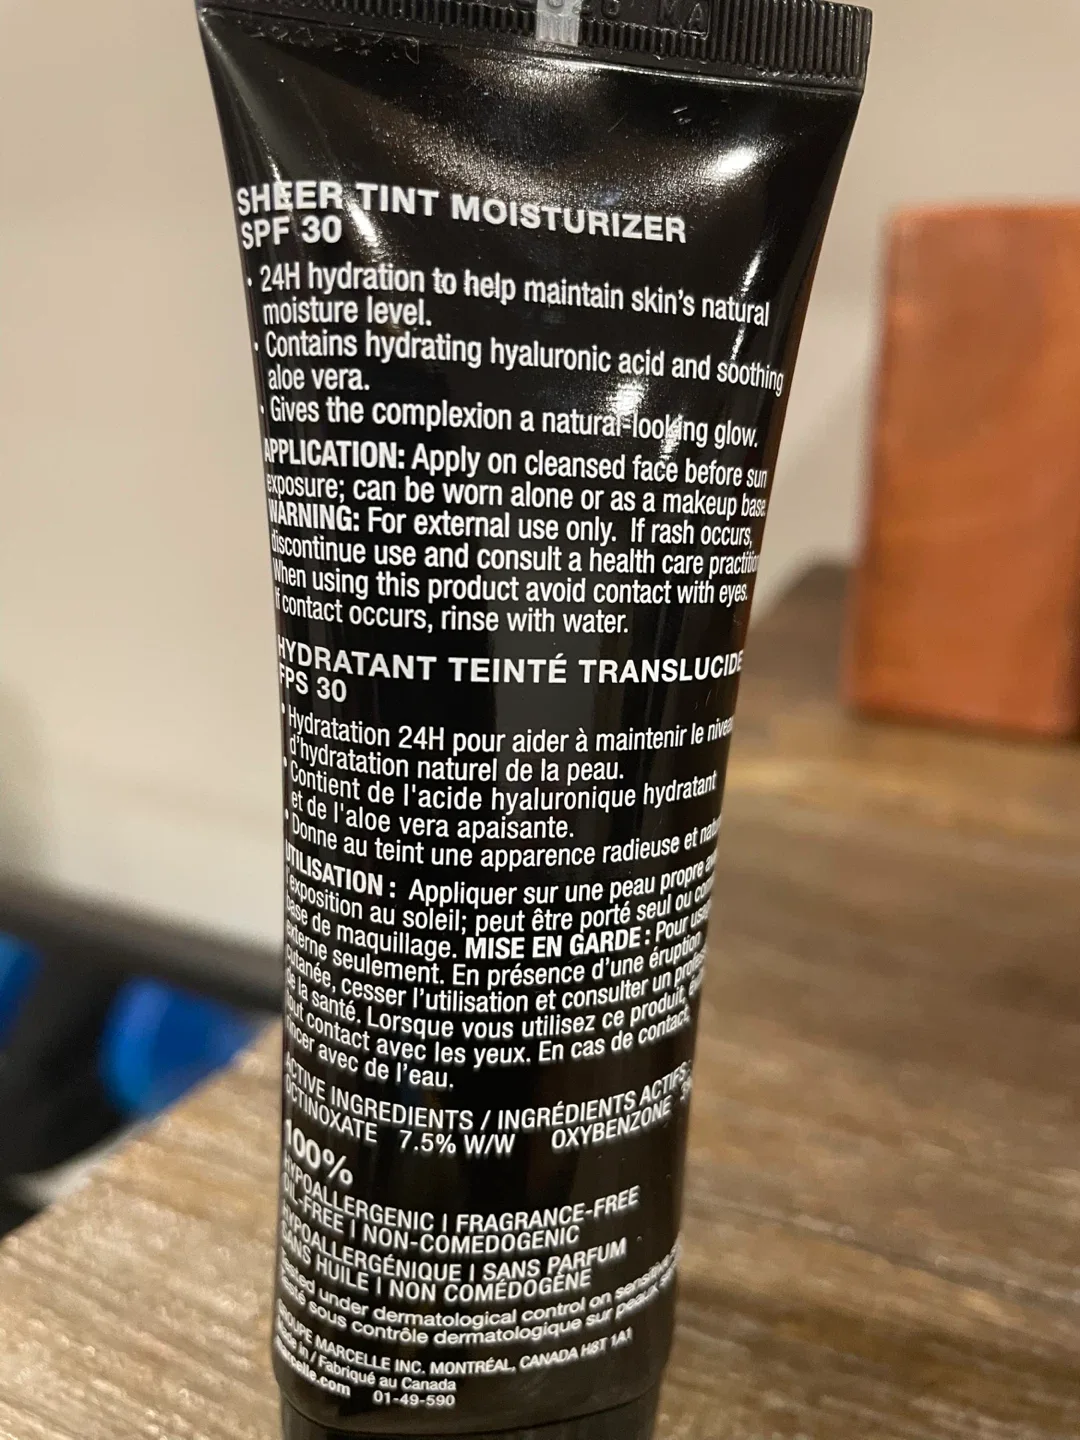 SHEER TINT MOISTURIZER
SPF 30
· 24H hydration to help maintain skin's natural
moisture level.
· Contains hydrating hyaluronic acid and soothing
aloe vera.
· Gives the complexion a natural-looking glow.
APPLICATION: Apply on cleansed face before sun
exposure; can be worn alone or as a makeup base.
WARNING: For external use only. If rash occurs,
discontinue use and consult a health care
When using this product avoid contact with eyes.
If contact occurs, rinse with water.
HYDRATANT TEINTÉ TRANSLUCIDE
FPS 30
• Hydratation 24H pour aider à maintenir le
d'hydratation naturel de la peau.
• Contient de l'acide hyaluronique hydratant
et de l'aloe vera apaisante.
• Donne au teint une apparence radieuse et
UTILISATION : Appliquer sur une peau propre
l'exposition au soleil; peut être porté seul ou
base de maquillage. MISE EN GARDE : Pour
externe seulement. En présence d'une éruption
cutanée, cesser l'utilisation et consulter un
de la santé. Lorsque vous utilisez ce produit,
tout contact avec les yeux. En cas de contact,
rincer avec de l'eau.
ACTIVE INGREDIENTS / INGRÉDIENTS ACTIFS :
OCTINOXATE 7.5% W/W OXYBENZONE
100%
HYPOALLERGENIC | FRAGRANCE-FREE
OIL-FREE | NON-COMEDOGENIC
HYPOALLERGÉNIQUE | SANS PARFUM
SANS HUILE | NON COMÉDOGÈNE
Tested under dermatological control on
Testé sous contrôle dermatologique sur peaux
GROUPE MARCELLE INC. MONTRÉAL, CANADA H8T 1A1
Made in / Fabriqué au Canada
marcelle.com 01-49-590